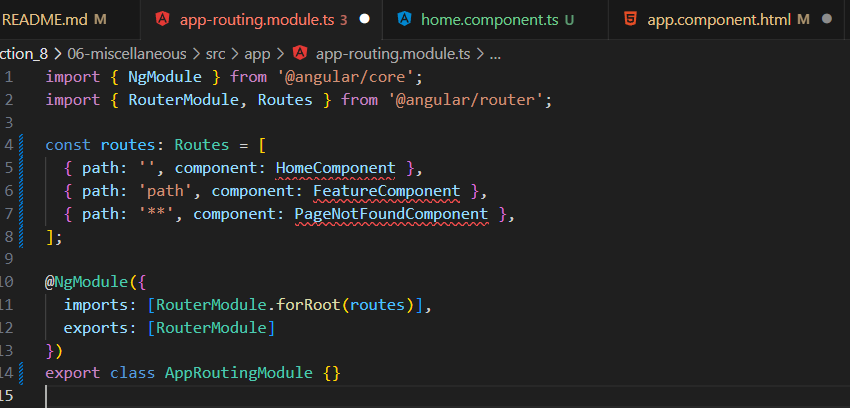 README.md M app-routing.module.ts 3 home.component.ts U app.component.html M
ction_8 > 06-miscellaneous > src > app > app-routing.module.ts > ...
1 import { NgModule } from '@angular/core';
2 import { RouterModule, Routes } from '@angular/router';
3
4 const routes: Routes = [
5 { path: '', component: HomeComponent },
6 { path: 'path', component: FeatureComponent },
7 { path: '**', component: PageNotFoundComponent },
8 ];
9
10 @NgModule({
11 imports: [RouterModule.forRoot(routes)],
12 exports: [RouterModule]
13 })
14 export class AppRoutingModule {}
15